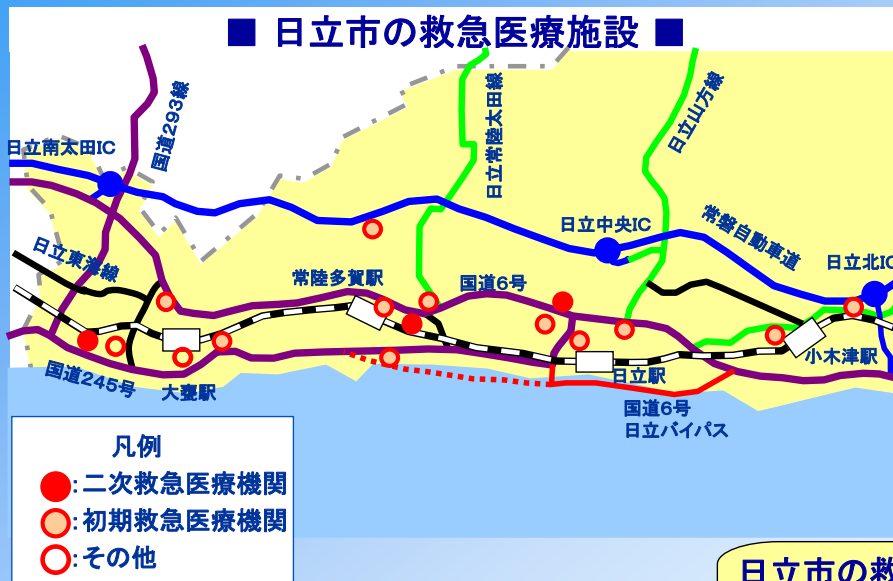 ■ 日立市の救急医療施設 ■
国道293線
日立南太田IC
日立常陸太田線
日立山方線
日立中央IC
常磐自動車道
日立北IC
日立東海線
常陸多賀駅
国道6号
小木津駅
国道245号
大甕駅
日立駅
国道6号
日立バイパス
凡例
:二次救急医療機関
:初期救急医療機関
:その他
日立市の救